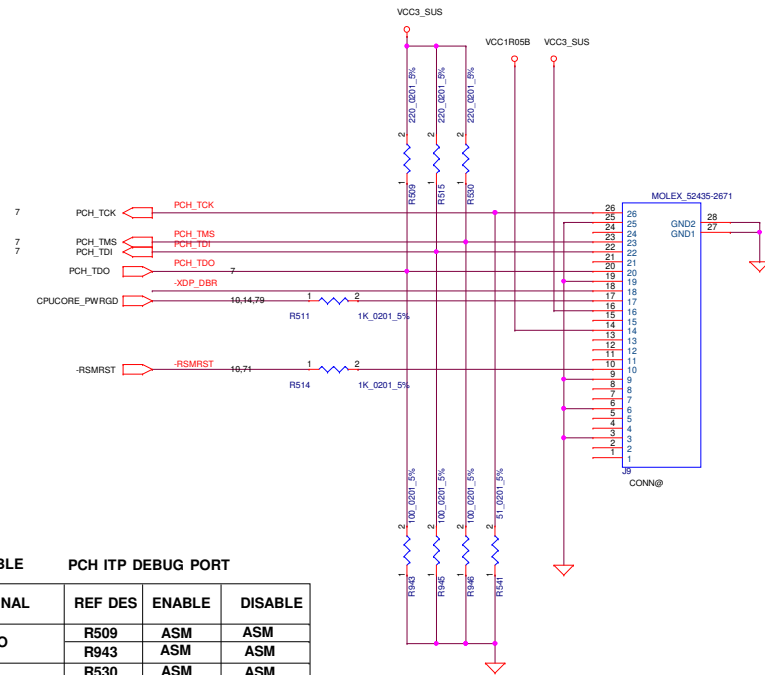 VCC3_SUS
VCC1R05B VCC3_SUS
220_0201_5% 220_0201_5% 220_0201_5%
2 2 2
1 1 1
R509 R515 R530
MOLEX_52435-2671
7 PCH_TCK PCH_TCK
7 PCH_TMS PCH_TMS
7 PCH_TDI PCH_TDI
PCH_TDO PCH_TDO 7
-XDP_DBR
CPUCORE_PWRGD 10,14,79 1 2
R511 1K_0201_5%
-RSMRST -RSMRST 10,71 1 2
R514 1K_0201_5%
26 26
25 25
24 24
23 23
22 22
21 21
20 20
19 19
18 18
17 17
16 16
15 15
14 14
13 13
12 12
11 11
10 10
9 9
8 8
7 7
6 6
5 5
4 4
3 3
2 2
1 1
GND2 28
GND1 27
J9
CONN@
100_0201_5% 100_0201_5% 100_0201_5% 51_0201_5%
2 2 2 2
1 1 1 1
R943 R945 R946 R541
BLE PCH ITP DEBUG PORT
NAL REF DES ENABLE DISABLE
O R509 ASM ASM
R943 ASM ASM
R530 ASM ASM